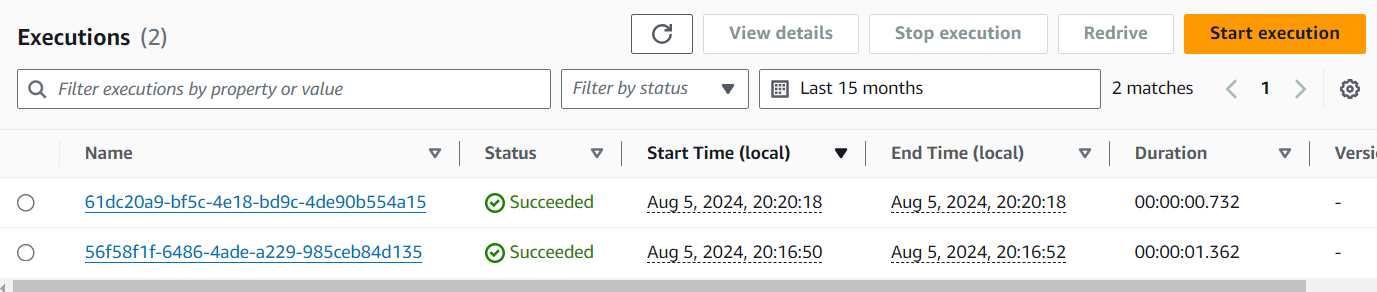 Executions (2) View details Stop execution Redrive Start execution
Filter executions by property or value Filter by status Last 15 months 2 matches 1
Name Status Start Time (local) End Time (local) Duration Versi
61dc20a9-bf5c-4e18-bd9c-4de90b554a15 Succeeded Aug 5, 2024, 20:20:18 Aug 5, 2024, 20:20:18 00:00:00.732 -
56f58f1f-6486-4ade-a229-985ceb84d135 Succeeded Aug 5, 2024, 20:16:50 Aug 5, 2024, 20:16:52 00:00:01.362 -